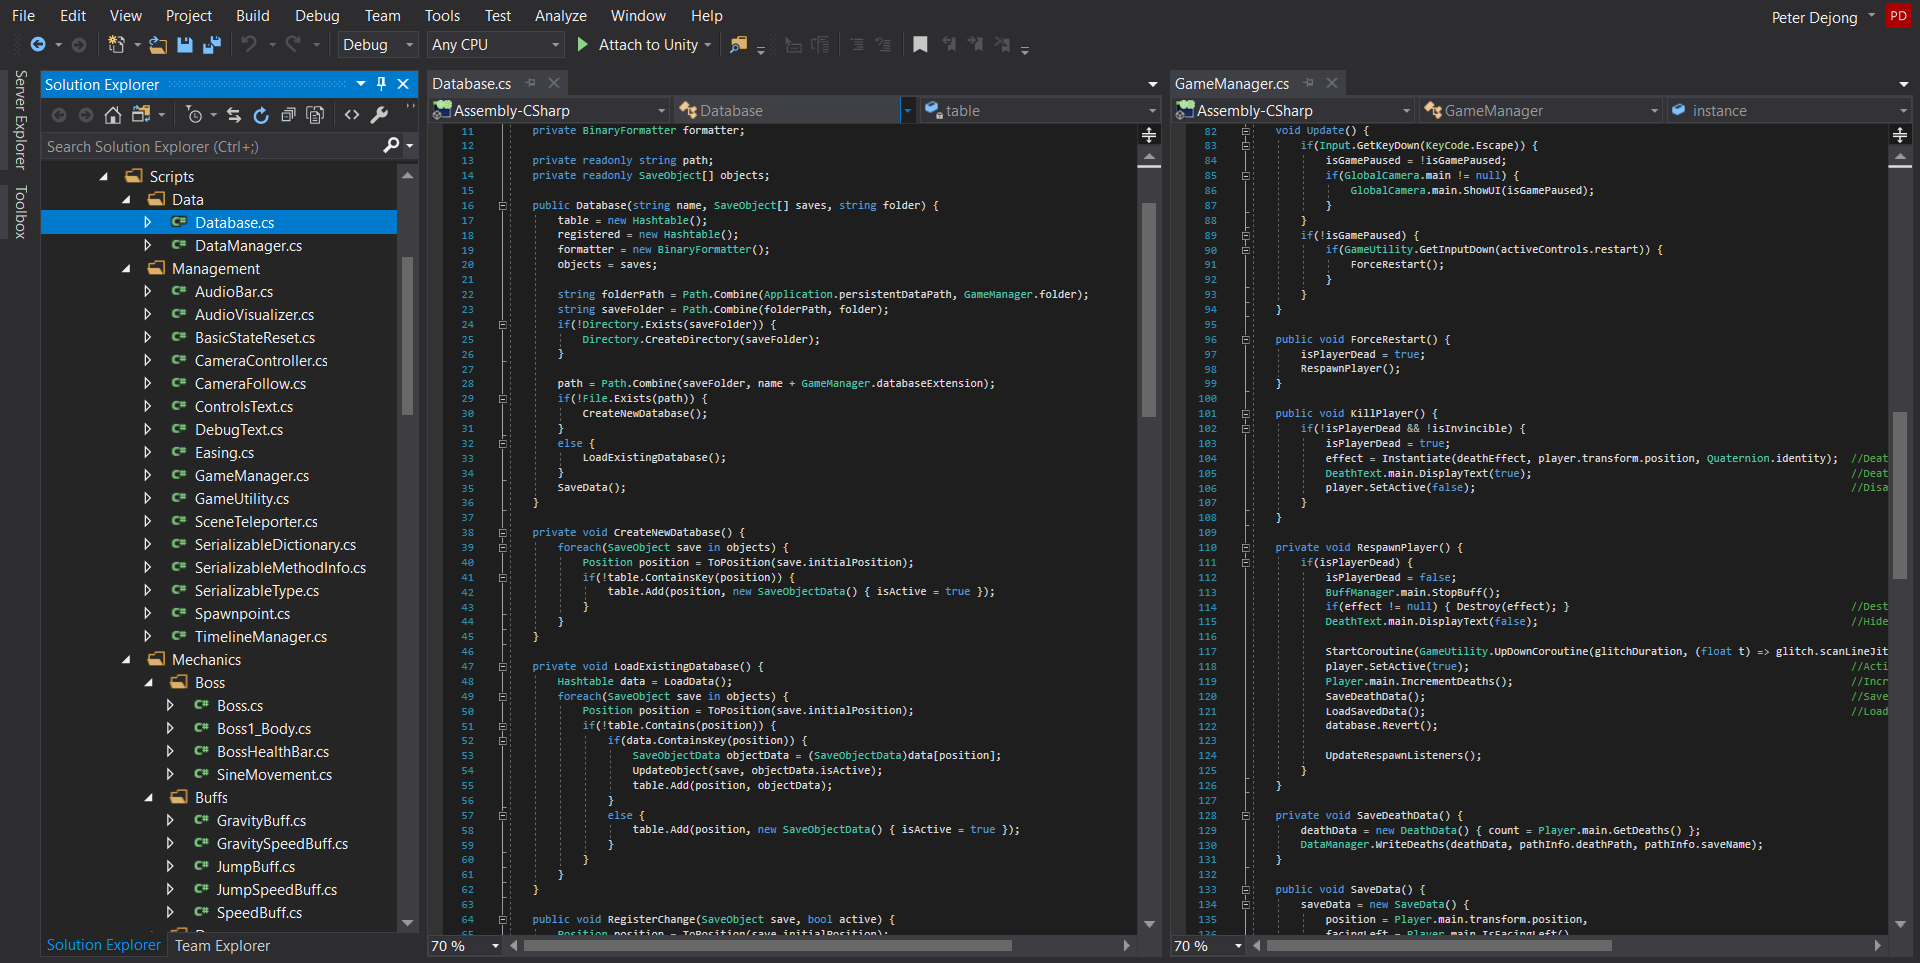 File Edit View Project Build Debug Team Tools Test Analyze Window Help
Peter Dejong PD
Debug Any CPU Attach to Unity
Server Explorer
Toolbox
Solution Explorer
Search Solution Explorer (Ctrl+;)
Scripts
Data
Database.cs
DataManager.cs
Management
AudioBar.cs
AudioVisualizer.cs
BasicStateReset.cs
CameraController.cs
CameraFollow.cs
ControlsText.cs
DebugText.cs
Easing.cs
GameManager.cs
GameUtility.cs
SceneTeleporter.cs
SerializableDictionary.cs
SerializableMethodInfo.cs
SerializableType.cs
Spawnpoint.cs
TimelineManager.cs
Mechanics
Boss
Boss.cs
Boss1_Body.cs
BossHealthBar.cs
SineMovement.cs
Buffs
GravityBuff.cs
GravitySpeedBuff.cs
JumpBuff.cs
JumpSpeedBuff.cs
SpeedBuff.cs
Solution Explorer Team Explorer
Database.cs
Assembly-CSharp Database table
11 private BinaryFormatter formatter;
12
13 private readonly string path;
14 private readonly SaveObject[] objects;
15
16 public Database(string name, SaveObject[] saves, string folder) {
17 table = new Hashtable();
18 registered = new Hashtable();
19 formatter = new BinaryFormatter();
20 objects = saves;
21
22 string folderPath = Path.Combine(Application.persistentDataPath, GameManager.folder);
23 string saveFolder = Path.Combine(folderPath, folder);
24 if(!Directory.Exists(saveFolder)) {
25 Directory.CreateDirectory(saveFolder);
26 }
27
28 path = Path.Combine(saveFolder, name + GameManager.databaseExtension);
29 if(!File.Exists(path)) {
30 CreateNewDatabase();
31 }
32 else {
33 LoadExistingDatabase();
34 }
35 SaveData();
36 }
37
38 private void CreateNewDatabase() {
39 foreach(SaveObject save in objects) {
40 Position position = ToPosition(save.initialPosition);
41 if(!table.ContainsKey(position)) {
42 table.Add(position, new SaveObjectData() { isActive = true });
43 }
44 }
45 }
46
47 private void LoadExistingDatabase() {
48 Hashtable data = LoadData();
49 foreach(SaveObject save in objects) {
50 Position position = ToPosition(save.initialPosition);
51 if(!table.Contains(position)) {
52 if(data.ContainsKey(position)) {
53 SaveObjectData objectData = (SaveObjectData)data[position];
54 UpdateObject(save, objectData.isActive);
55 table.Add(position, objectData);
56 }
57 else {
58 table.Add(position, new SaveObjectData() { isActive = true });
59 }
60 }
61 }
62 }
63
64 public void RegisterChange(SaveObject save, bool active) {
65 Position position = ToPosition(save.initialPosition);
70 %
GameManager.cs
Assembly-CSharp GameManager instance
82 void Update() {
83 if(Input.GetKeyDown(KeyCode.Escape)) {
84 isGamePaused = !isGamePaused;
85 if(GlobalCamera.main != null) {
86 GlobalCamera.main.ShowUI(isGamePaused);
87 }
88 }
89 if(!isGamePaused) {
90 if(GameUtility.GetInputDown(activeControls.restart)) {
91 ForceRestart();
92 }
93 }
94 }
95
96 public void ForceRestart() {
97 isPlayerDead = true;
98 RespawnPlayer();
99 }
100
101 public void KillPlayer() {
102 if(!isPlayerDead && !isInvincible) {
103 isPlayerDead = true;
104 effect = Instantiate(deathEffect, player.transform.position, Quaternion.identity); //Deat
105 DeathText.main.DisplayText(true); //Deat
106 player.SetActive(false); //Disa
107 }
108 }
109
110 private void RespawnPlayer() {
111 if(isPlayerDead) {
112 isPlayerDead = false;
113 BuffManager.main.StopBuff();
114 if(effect != null) { Destroy(effect); } //Dest
115 DeathText.main.DisplayText(false); //Hide
116
117 StartCoroutine(GameUtility.UpDownCoroutine(glitchDuration, (float t) => glitch.scanLineJit
118 player.SetActive(true); //Acti
119 Player.main.IncrementDeaths(); //Incr
120 SaveDeathData(); //Save
121 LoadSavedData(); //Load
122 database.Revert();
123
124 UpdateRespawnListeners();
125 }
126 }
127
128 private void SaveDeathData() {
129 deathData = new DeathData() { count = Player.main.GetDeaths() };
130 DataManager.WriteDeaths(deathData, pathInfo.deathPath, pathInfo.saveName);
131 }
132
133 public void SaveData() {
134 saveData = new SaveData() {
135 position = Player.main.transform.position,
136 facingLeft = Player.main.IsFacingLeft()
70 %